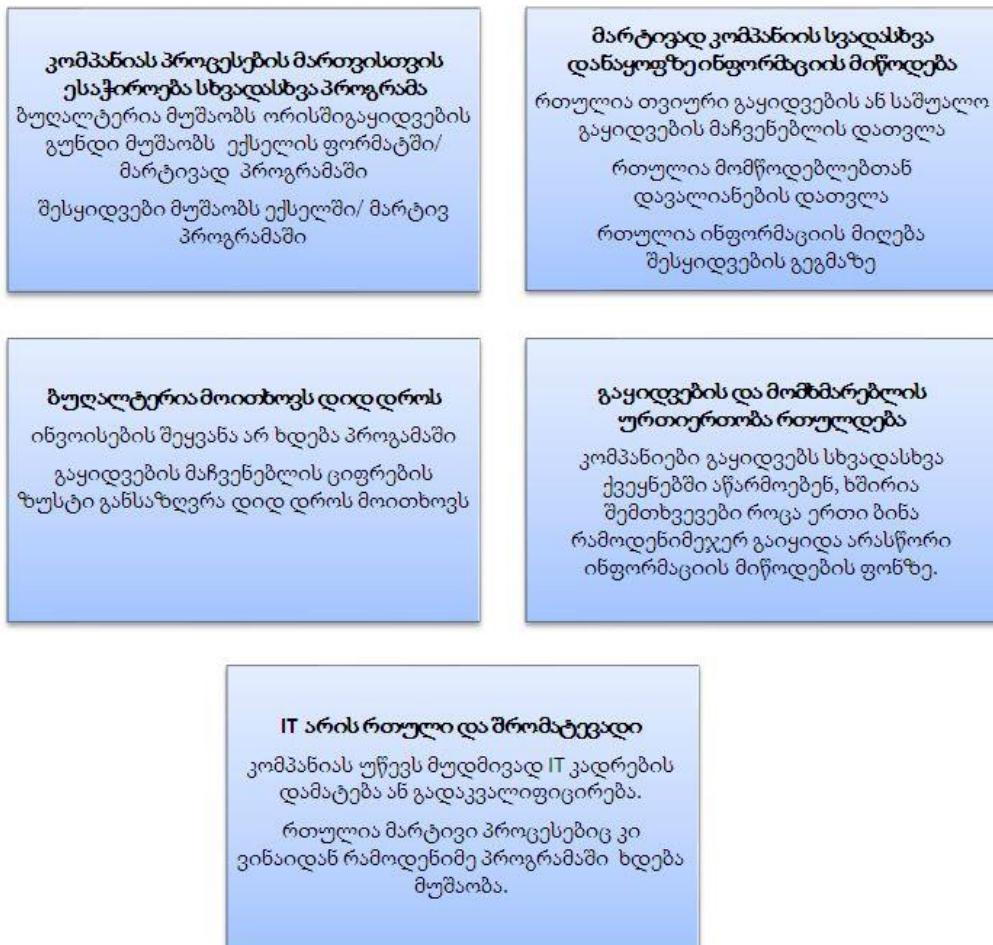 კომპანიას პროცესების მართვისთვის
ესაჭიროება სხვადასხვა პროგრამა
ბუღალტერია მუშაობს ორისშიგაყიდვების
გუნდი მუშაობს ექსელის ფორმატში/
მარტივად პროგრამაში
შესყიდვები მუშაობს ექსელში/ მარტივ
პროგრამაში
მარტივად კომპანიის სვადასხვა
დანაყოფზე ინფორმაციის მიწოდება
რთულია თვიური გაყიდვების ან საშუალო
გაყიდვების მაჩვენებლის დათვლა
რთულია მომწოდებლებთან
დავალიანების დათვლა
რთულია ინფორმაციის მიღება
შესყიდვების გეგმაზე
ბუღალტერია მოითხოვს დიდ დროს
ინვოისების შეყვანა არ ხდება პროგამაში
გაყიდვების მაჩვენებლის ციფრების
ზუსტი განსაზღვრა დიდ დროს მოითხოვს
გაყიდვების და მომხმარებლის
ურთიერთობა რთულდება
კომპანიები გაყიდვებს სხვადასხვა
ქვეყნებში აწარმოებენ, ხშირია
შემთხვევები როცა ერთი ბინა
რამოდენიმეჯერ გაიყიდა არასწორი
ინფორმაციის მიწოდების ფონზე.
IT არის რთული და შრომატევადი
კომპანიას უწევს მუდმივად IT კადრების
დამატება ან გადაკვალიფიცირება.
რთულია მარტივი პროცესებიც კი
ვინაიდან რამოდენიმე პროგრამაში ხდება
მუშაობა.